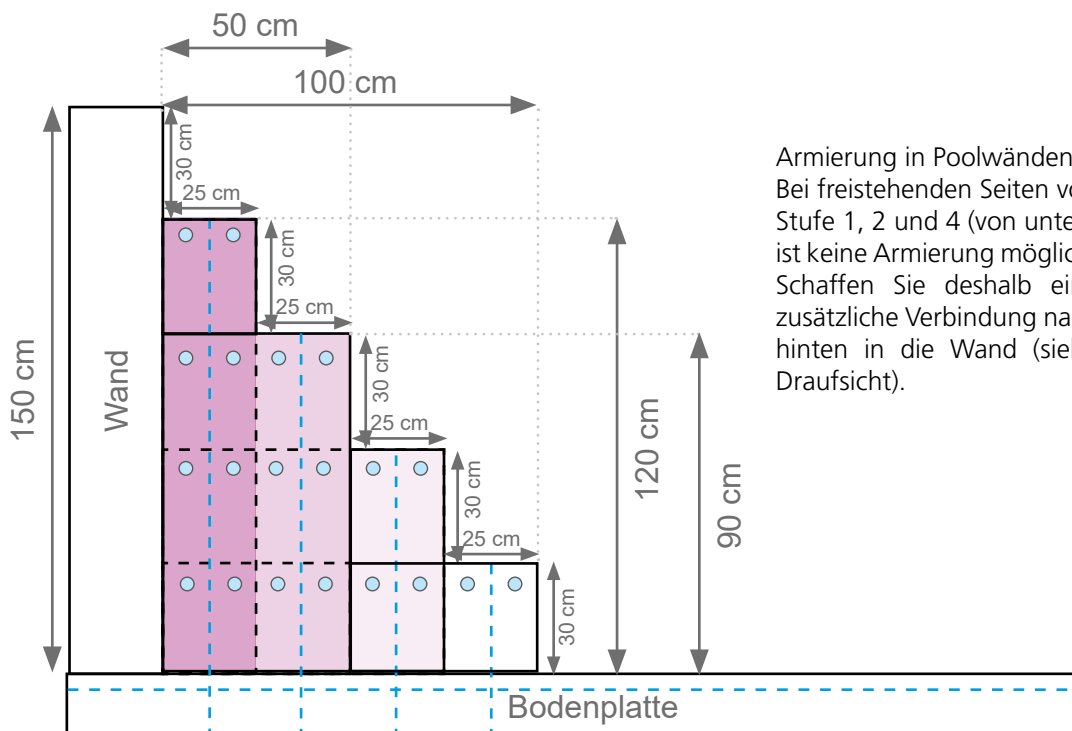 50 cm
100 cm
30 cm
25 cm
30 cm
25 cm
30 cm
25 cm
30 cm
25 cm
30 cm
150 cm
Wand
120 cm
90 cm
Bodenplatte
Armierung in Poolwänden
Bei freistehenden Seiten vo
Stufe 1, 2 und 4 (von unte
ist keine Armierung möglic
Schaffen Sie deshalb ein
zusätzliche Verbindung na
hinten in die Wand (sieh
Draufsicht).